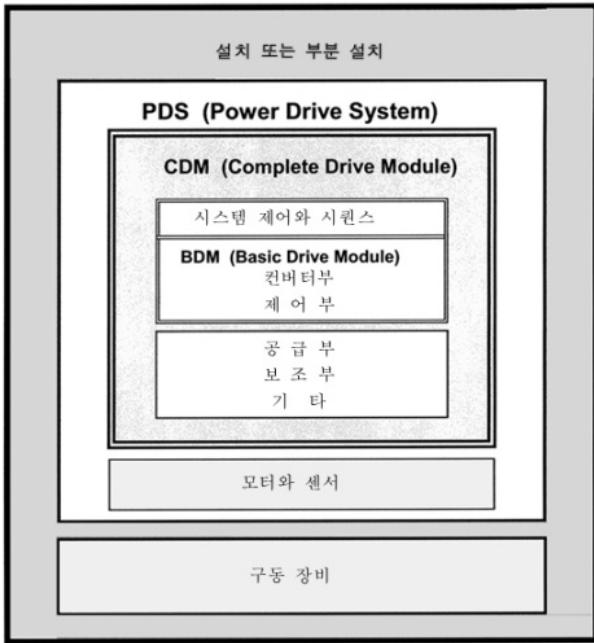 설치 또는 부분 설치
PDS (Power Drive System)
CDM (Complete Drive Module)
시스템 제어와 시퀀스
BDM (Basic Drive Module)
컨버터부
제 어 부
공 급 부
보 조 부
기 타
모터와 센서
구동 장비